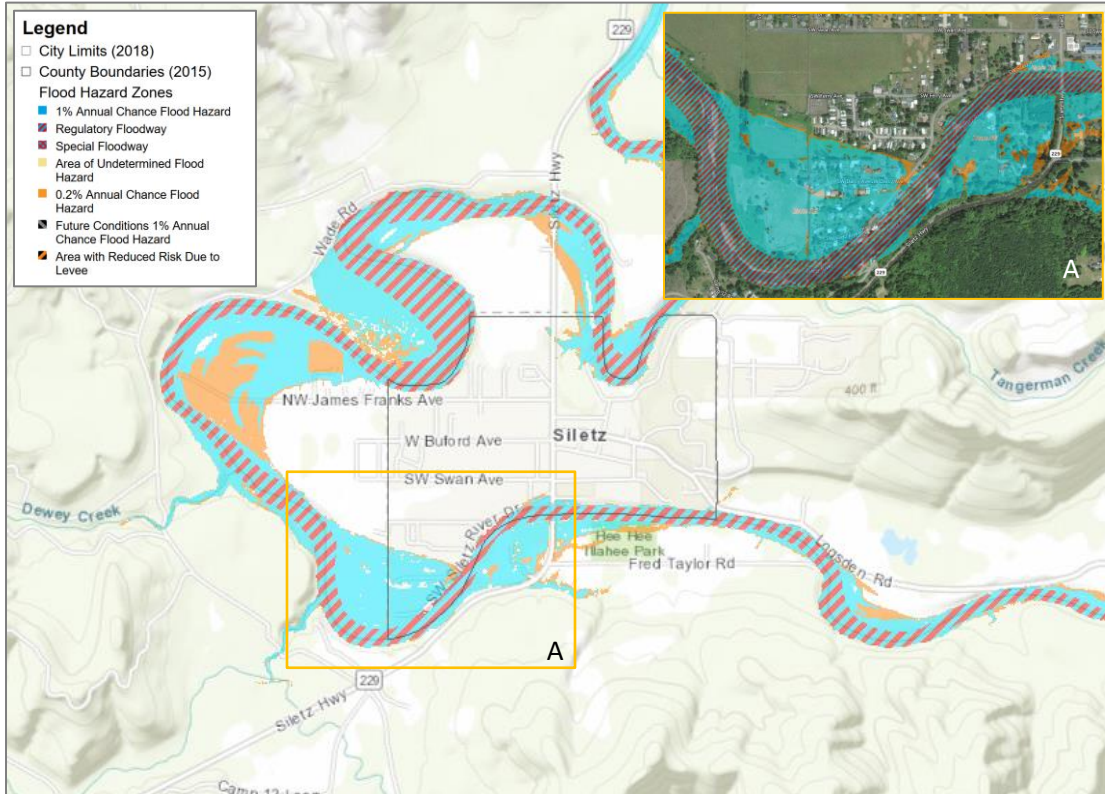 Legend
City Limits (2018)
County Boundaries (2015)
Flood Hazard Zones
1% Annual Chance Flood Hazard
Regulatory Floodway
Special Floodway
Area of Undetermined Flood
Hazard
0.2% Annual Chance Flood
Hazard
Future Conditions 1% Annual
Chance Flood Hazard
Area with Reduced Risk Due to
Levee
229
Siletz Hwy
Wade Rd
229
Siletz Hwy
A
Tangerman Creek
400 ft
NW James Franks Ave
W Buford Ave
Siletz
SW Swan Ave
Dewey Creek
SW Siletz River Dr
Hee Hee
Illahee Park
Fred Taylor Rd
Logsden Rd
A
229
Siletz Hwy